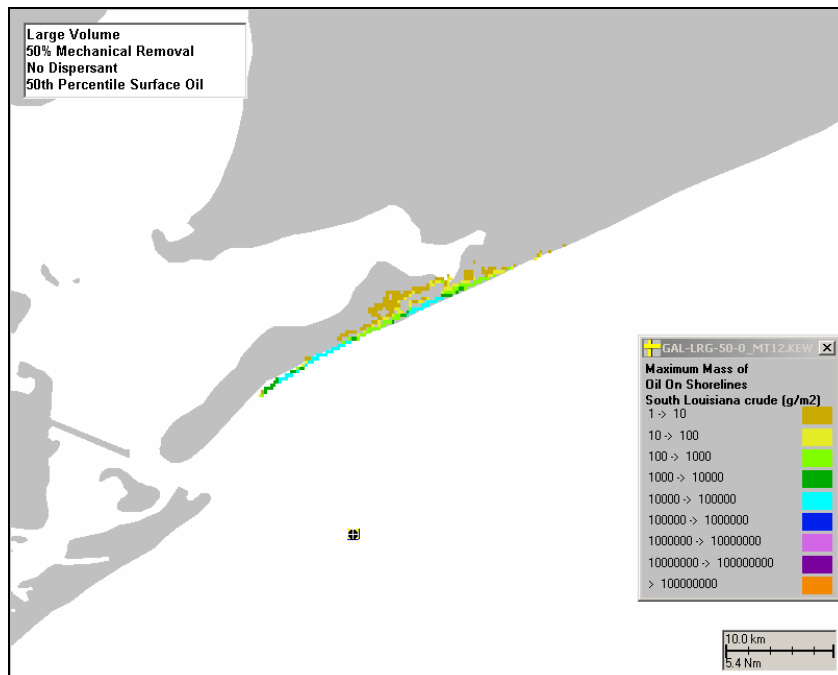 Large Volume
50% Mechanical Removal
No Dispersant
50th Percentile Surface Oil
GAL-LRG-50-0_MT12.KEW
Maximum Mass of
Oil On Shorelines
South Louisiana crude (g/m2)
1 -> 10
10 -> 100
100 -> 1000
1000 -> 10000
10000 -> 100000
100000 -> 1000000
1000000 -> 10000000
10000000 -> 100000000
> 100000000
10.0 km
5.4 Nm